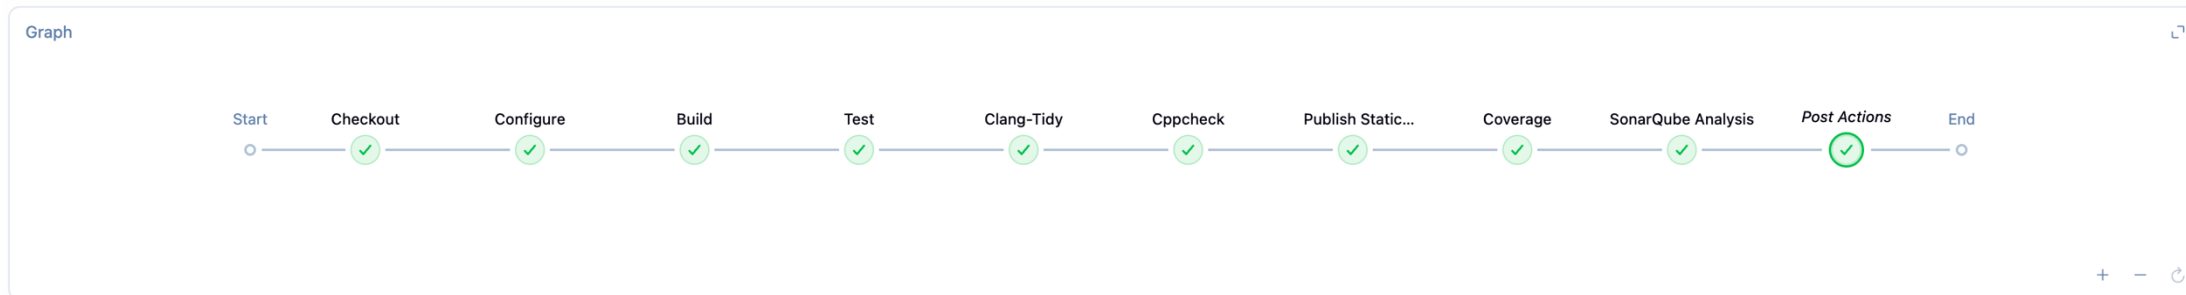 Graph
Start
Checkout
Configure
Build
Test
Clang-Tidy
Cppcheck
Publish Static...
Coverage
SonarQube Analysis
Post Actions
End